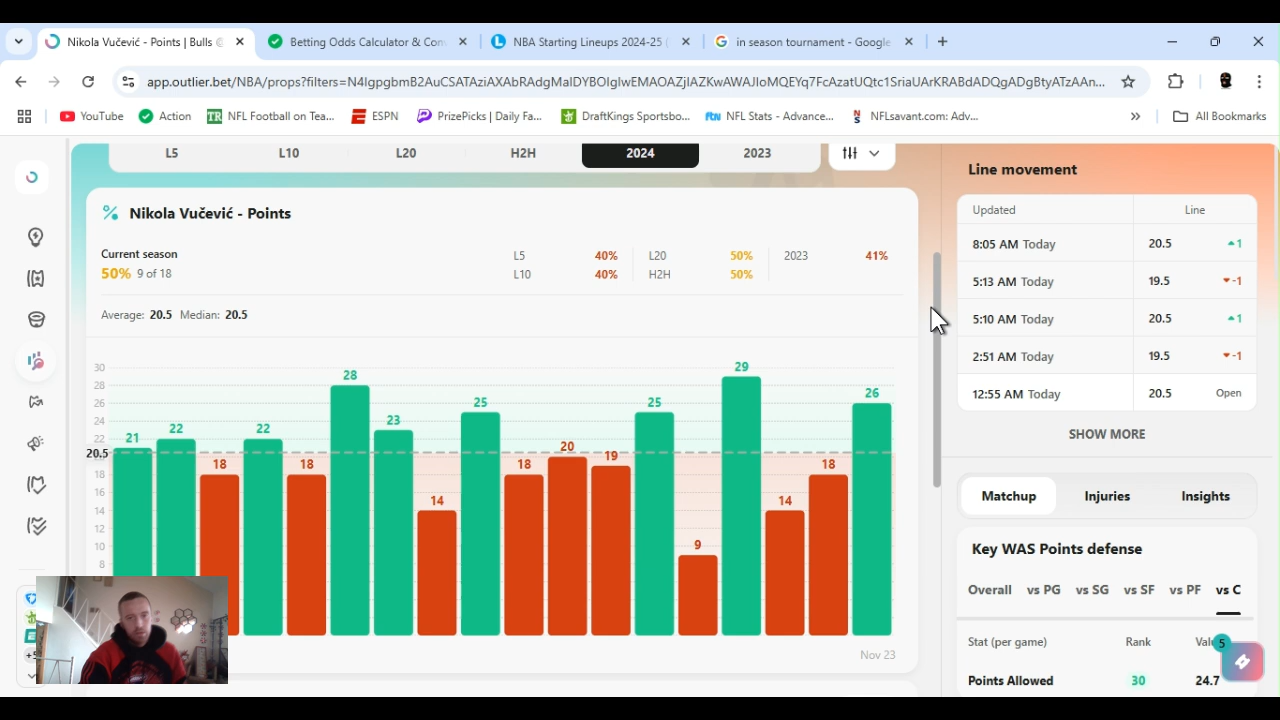 Nikola Vučević - Points | Bulls
Betting Odds Calculator & Con
NBA Starting Lineups 2024-25
in season tournament - Google
YouTube
Action
NFL Football on Tea...
ESPN
PrizePicks | Daily Fa...
DraftKings Sportsbo...
NFL Stats - Advance...
NFLsavant.com: Adv...
»
All Bookmarks
L5
L10
L20
H2H
2024
2023
Nikola Vučević - Points
Current season
50% 9 of 18
L5 40%
L10 40%
L20 50%
H2H 50%
2023 41%
Average: 20.5 Median: 20.5
30
28
26
24
22
20.5
18
16
14
12
10
8
21
22
18
22
18
28
23
14
25
18
20
19
25
9
29
14
18
26
Nov 23
Line movement
Updated Line
8:05 AM Today 20.5 1
5:13 AM Today 19.5 -1
5:10 AM Today 20.5 1
2:51 AM Today 19.5 -1
12:55 AM Today 20.5 Open
SHOW MORE
Matchup Injuries Insights
Key WAS Points defense
Overall vs PG vs SG vs SF vs PF vs C
Stat (per game) Rank
5
Points Allowed 30 24.7